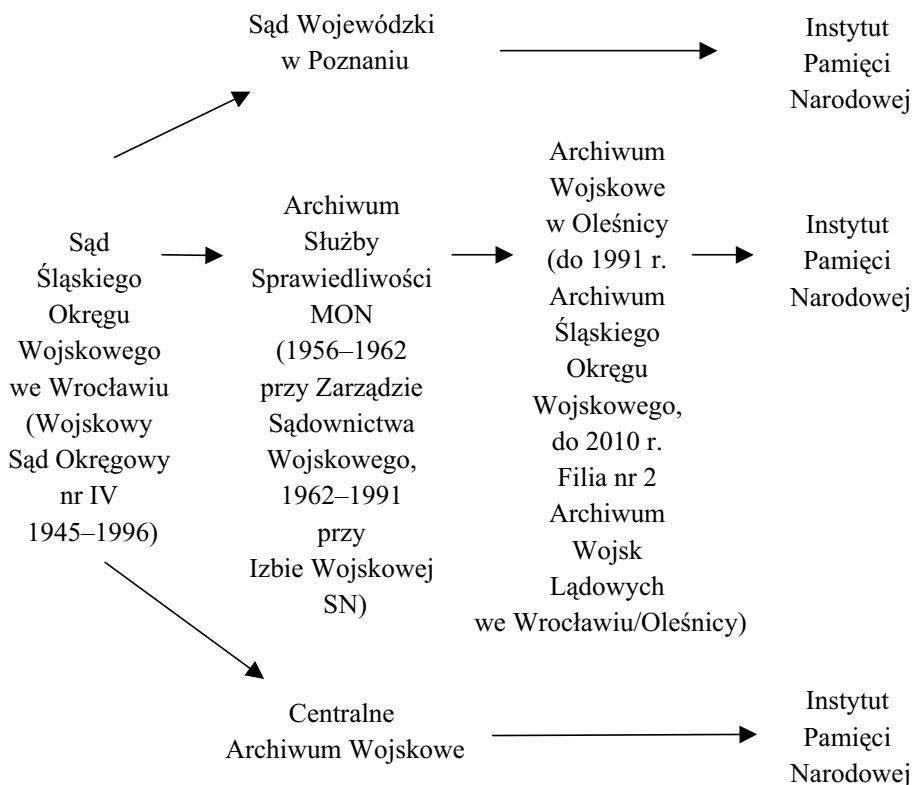 Sąd Wojewódzki
w Poznaniu
Instytut
Pamięci
Narodowej
Sąd
Śląskiego
Okręgu
Wojskowego
we Wrocławiu
(Wojskowy
Sąd Okręgowy
nr IV
1945–1996)
Archiwum
Służby
Sprawiedliwości
MON
(1956–1962
przy Zarządzie
Sądownictwa
Wojskowego,
1962–1991
przy
Izbie Wojskowej
SN)
Archiwum
Wojskowe
w Oleśnicy
(do 1991 r.
Archiwum
Śląskiego
Okręgu
Wojskowego,
do 2010 r.
Filia nr 2
Archiwum
Wojsk
Lądowych
we Wrocławiu/Oleśnicy)
Instytut
Pamięci
Narodowej
Centralne
Archiwum Wojskowe
Instytut
Pamięci
Narodowej